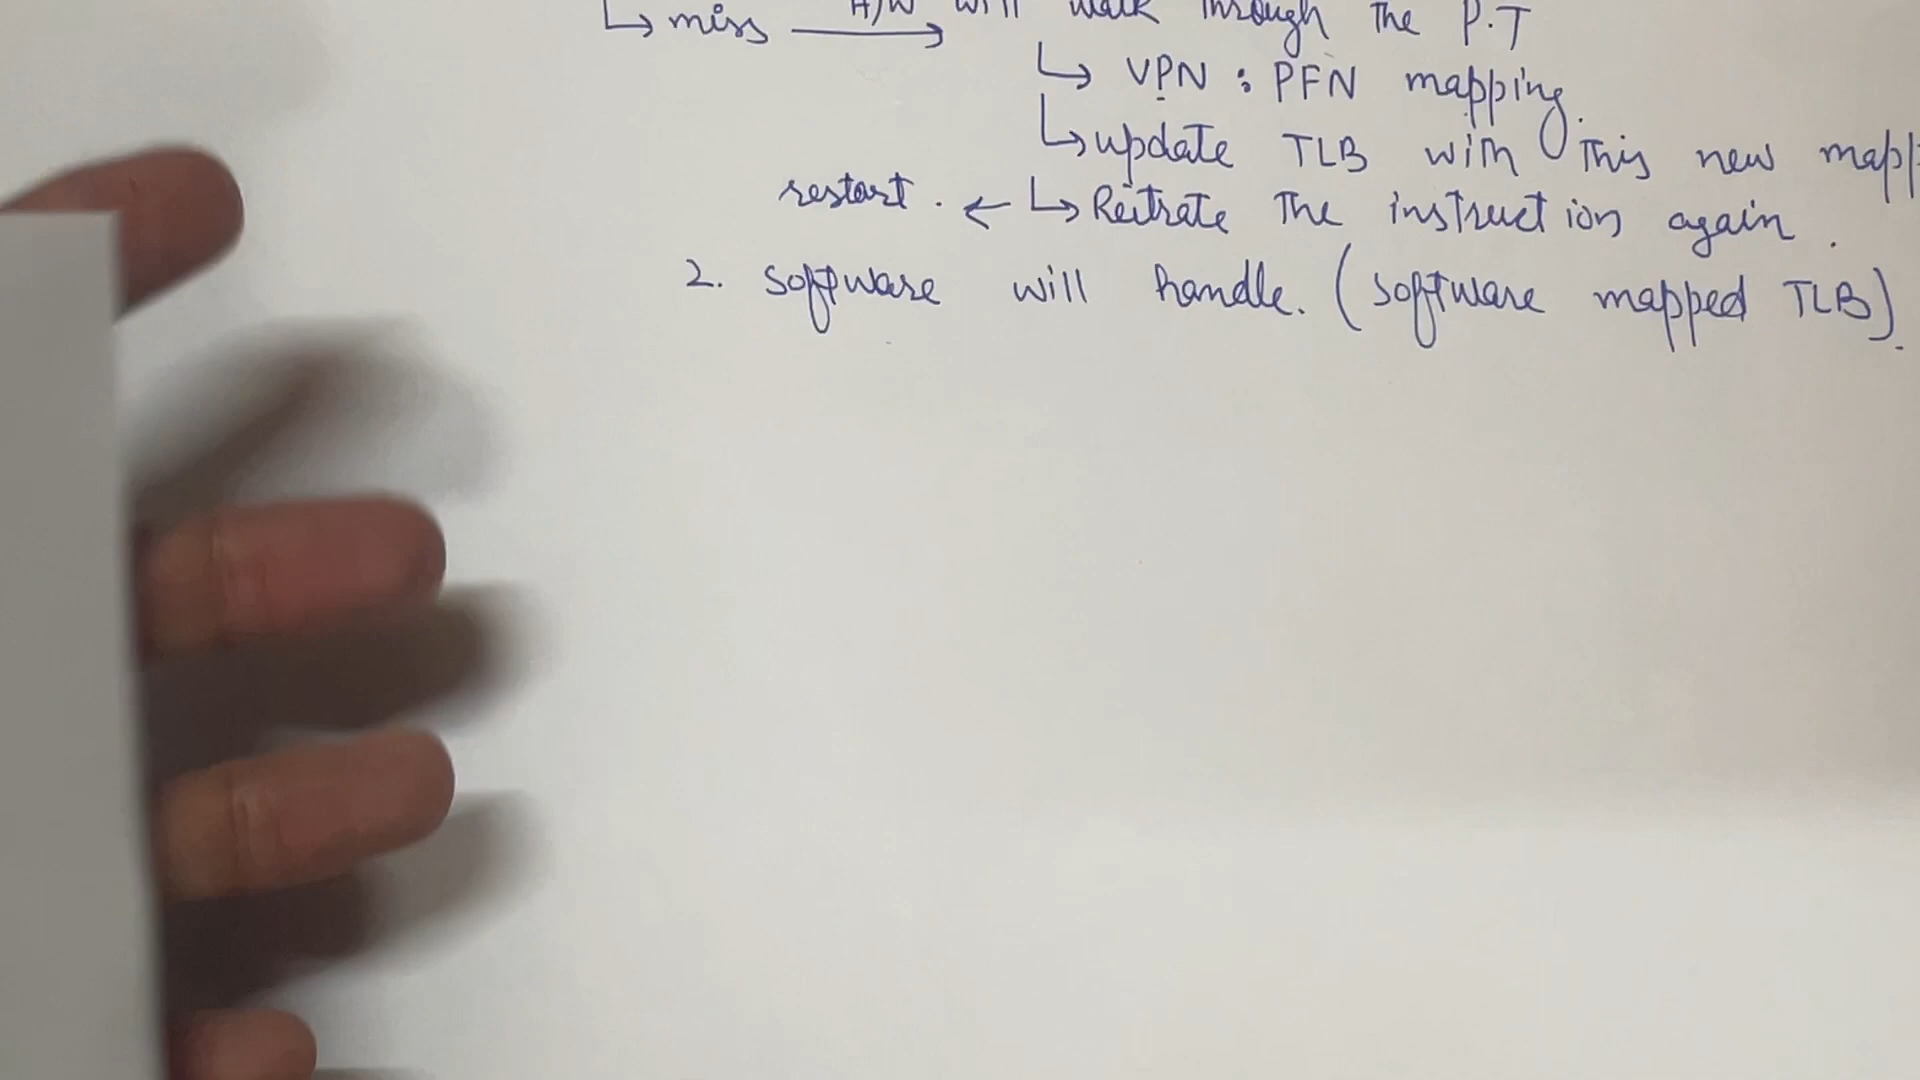 ↳ miss ⟶ H/W will walk through the P.T
↳ VPN : PFN mapping.
↳ update TLB with this new
restart. ← ↳ Reitrate the instruction again.
2. software will handle. (software mapped TLB).